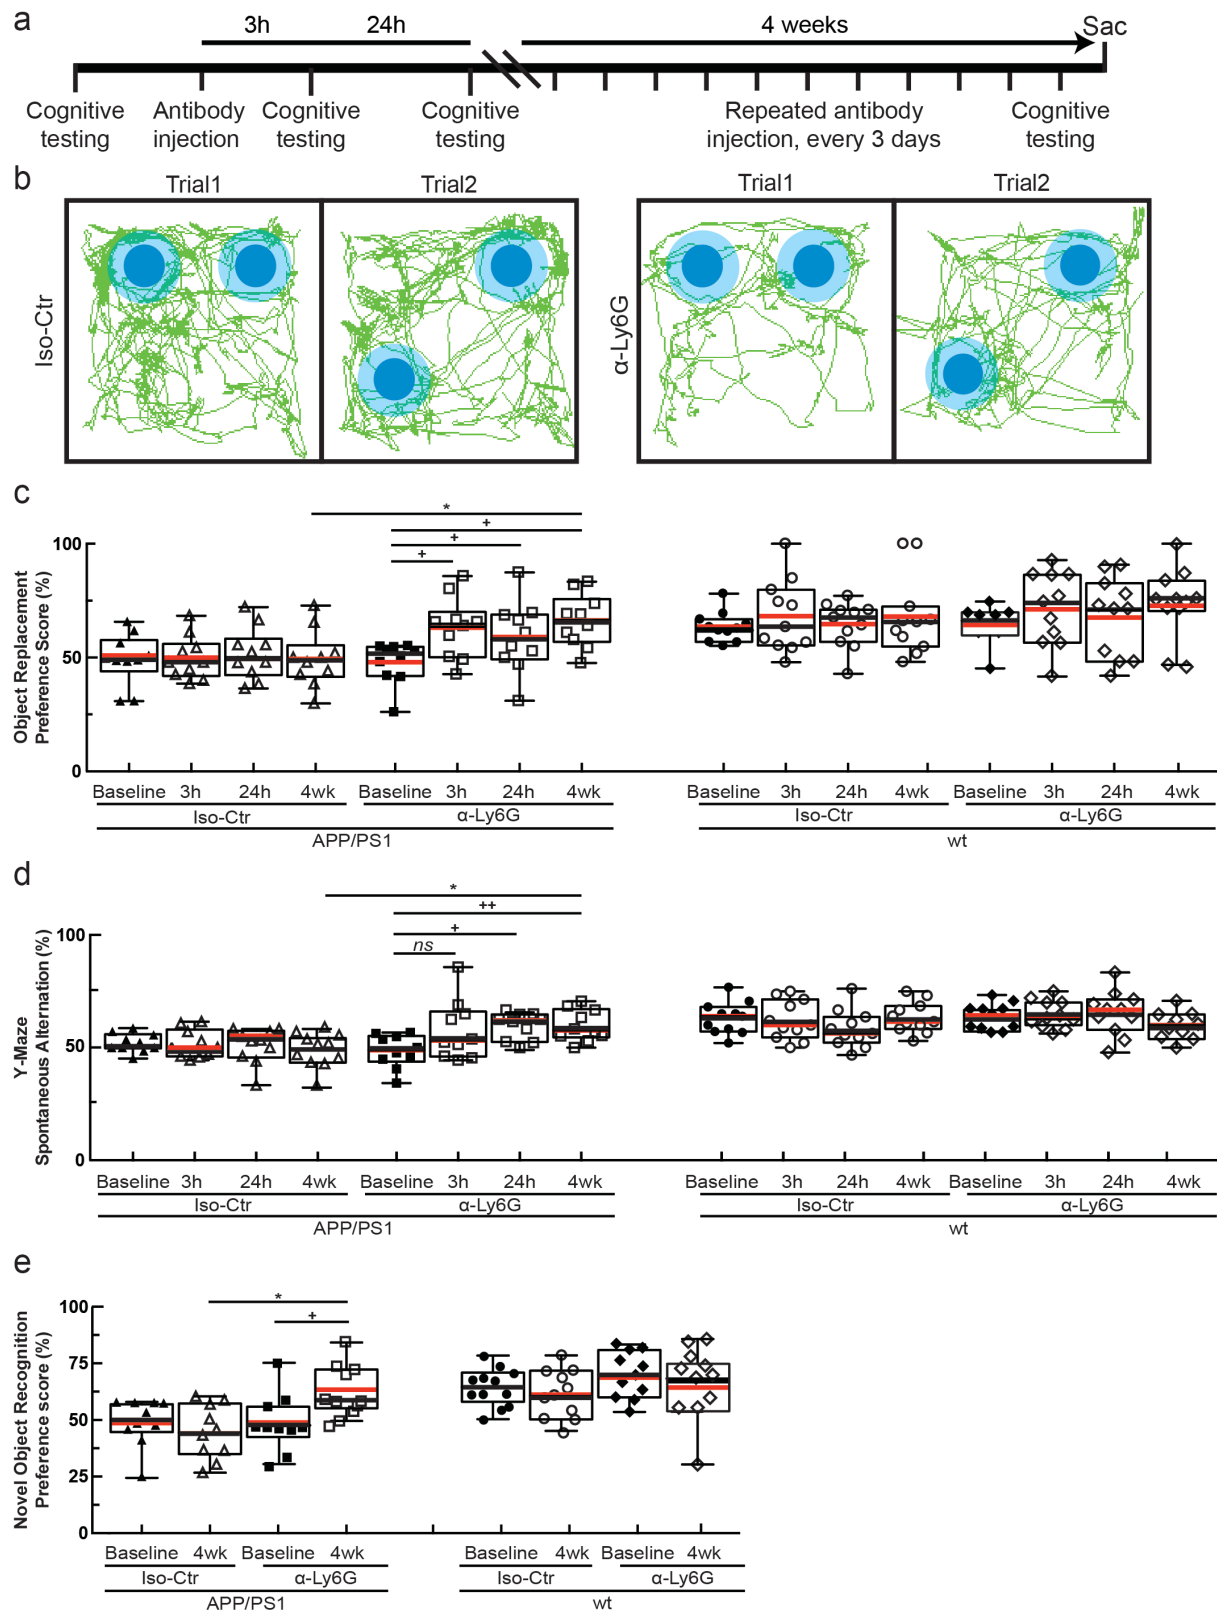 a
3h 24h 4 weeks Sac
Cognitive testing
Antibody injection
Cognitive testing
Cognitive testing
Repeated antibody injection, every 3 days
Cognitive testing
b
Trial1 Trial2 Trial1 Trial2
Iso-Ctr
α-Ly6G
c
Object Replacement
Preference Score (%)
* 
+
+
+
100
50
0
Baseline 3h 24h 4wk Baseline 3h 24h 4wk Baseline 3h 24h 4wk Baseline 3h 24h 4wk
Iso-Ctr α-Ly6G Iso-Ctr α-Ly6G
APP/PS1 wt
d
Y-Maze
Spontaneous Alternation (%)
*
++
+
ns
100
50
0
Baseline 3h 24h 4wk Baseline 3h 24h 4wk Baseline 3h 24h 4wk Baseline 3h 24h 4wk
Iso-Ctr α-Ly6G Iso-Ctr α-Ly6G
APP/PS1 wt
e
Novel Object Recognition
Preference score (%)
*
+
100
75
50
25
0
Baseline 4wk Baseline 4wk Baseline 4wk Baseline 4wk
Iso-Ctr α-Ly6G Iso-Ctr α-Ly6G
APP/PS1 wt